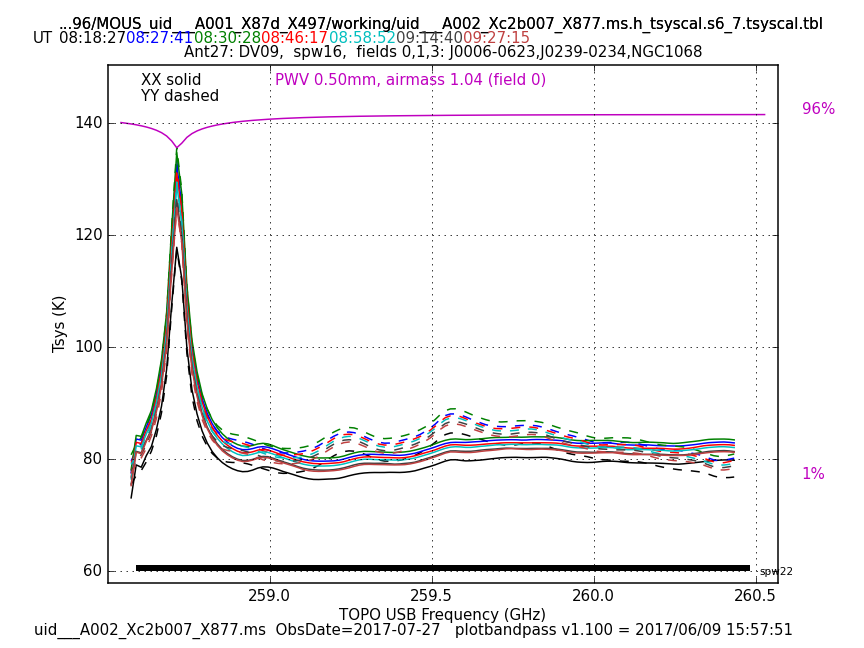 ...96/MOUS_uid___A001_X87d_X497/working/uid___A002_Xc2b007_X877.ms.h_tsyscal.s6_7.tsyscal.tbl
UT 08:18:27 08:27:41 08:30:28 08:46:17 08:58:52 09:14:40 09:27:15
Ant27: DV09, spw16, fields 0,1,3: J0006-0623,J0239-0234,NGC1068
XX solid
YY dashed
PWV 0.50mm, airmass 1.04 (field 0)
96%
1%
140
120
100
80
60
Tsys (K)
spw22
259.0 259.5 260.0 260.5
TOPO USB Frequency (GHz)
uid___A002_Xc2b007_X877.ms ObsDate=2017-07-27 plotbandpass v1.100 = 2017/06/09 15:57:51